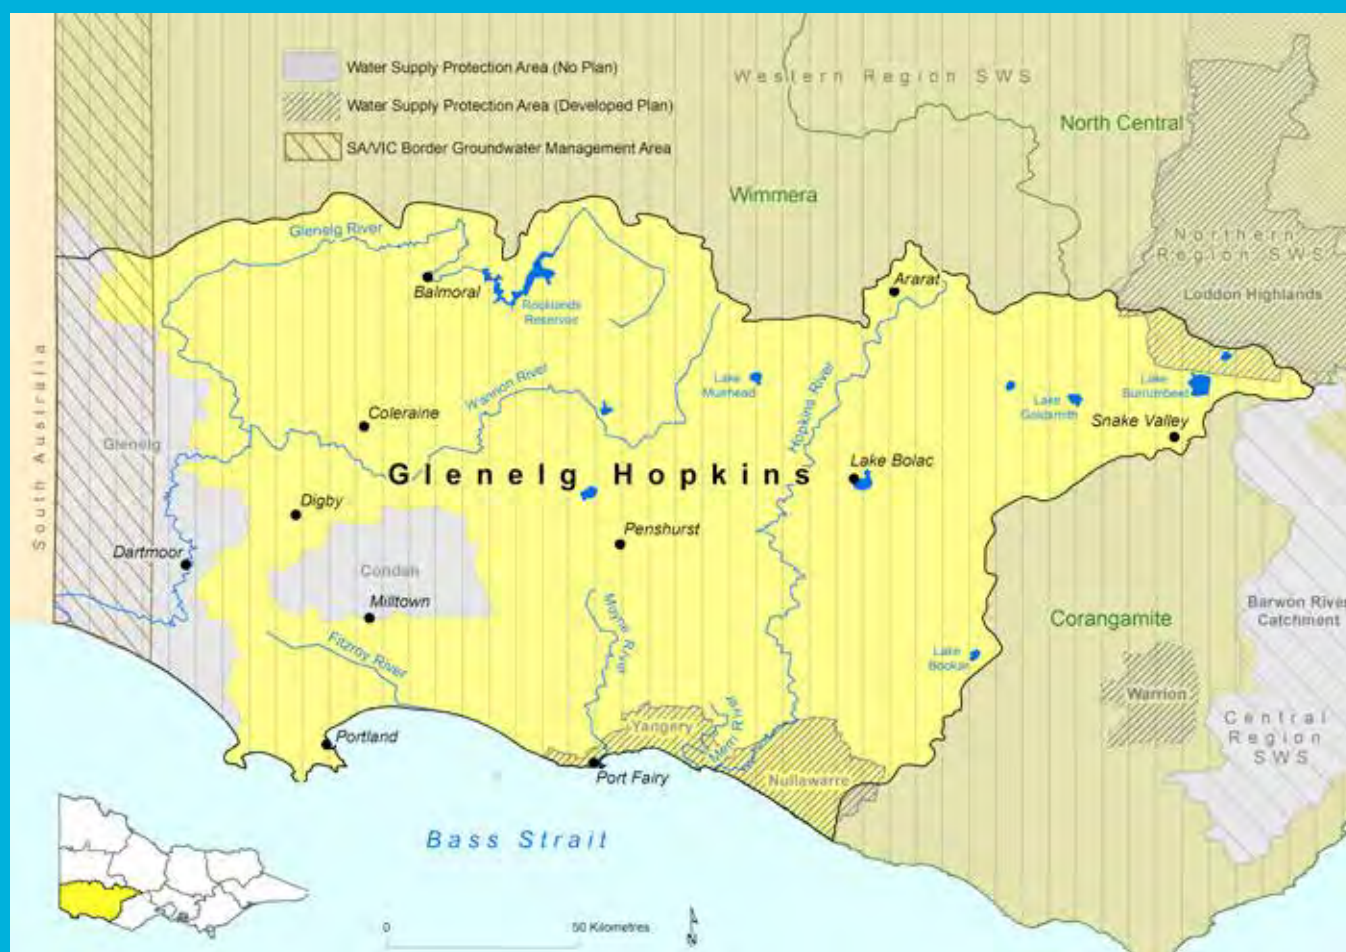 Water Supply Protection Area (No Plan)
Water Supply Protection Area (Developed Plan)
SA/VIC Border Groundwater Management Area
Western Region SWS
North Central
Wimmera
Northern
Region SWS
Loddon Highlands
Glenelg River
Balmoral
Rocklands
Reservoir
Ararat
South Australia
Wannon River
Lake
Muirhead
Hopkins River
Lake
Goldsmith
Lake
Burrumbeet
Snake Valley
Coleraine
Glenelg
Glenelg Hopkins
Lake Bolac
Digby
Penshurst
Dartmoor
Condah
Milltown
Moyne River
Fitzroy River
Corangamite
Barwon River
Catchment
Lake
Bookar
Warrion
Central
Region
SWS
Yangery
Merri River
Portland
Port Fairy
Nullawarre
Bass Strait
0
50 Kilometres
N